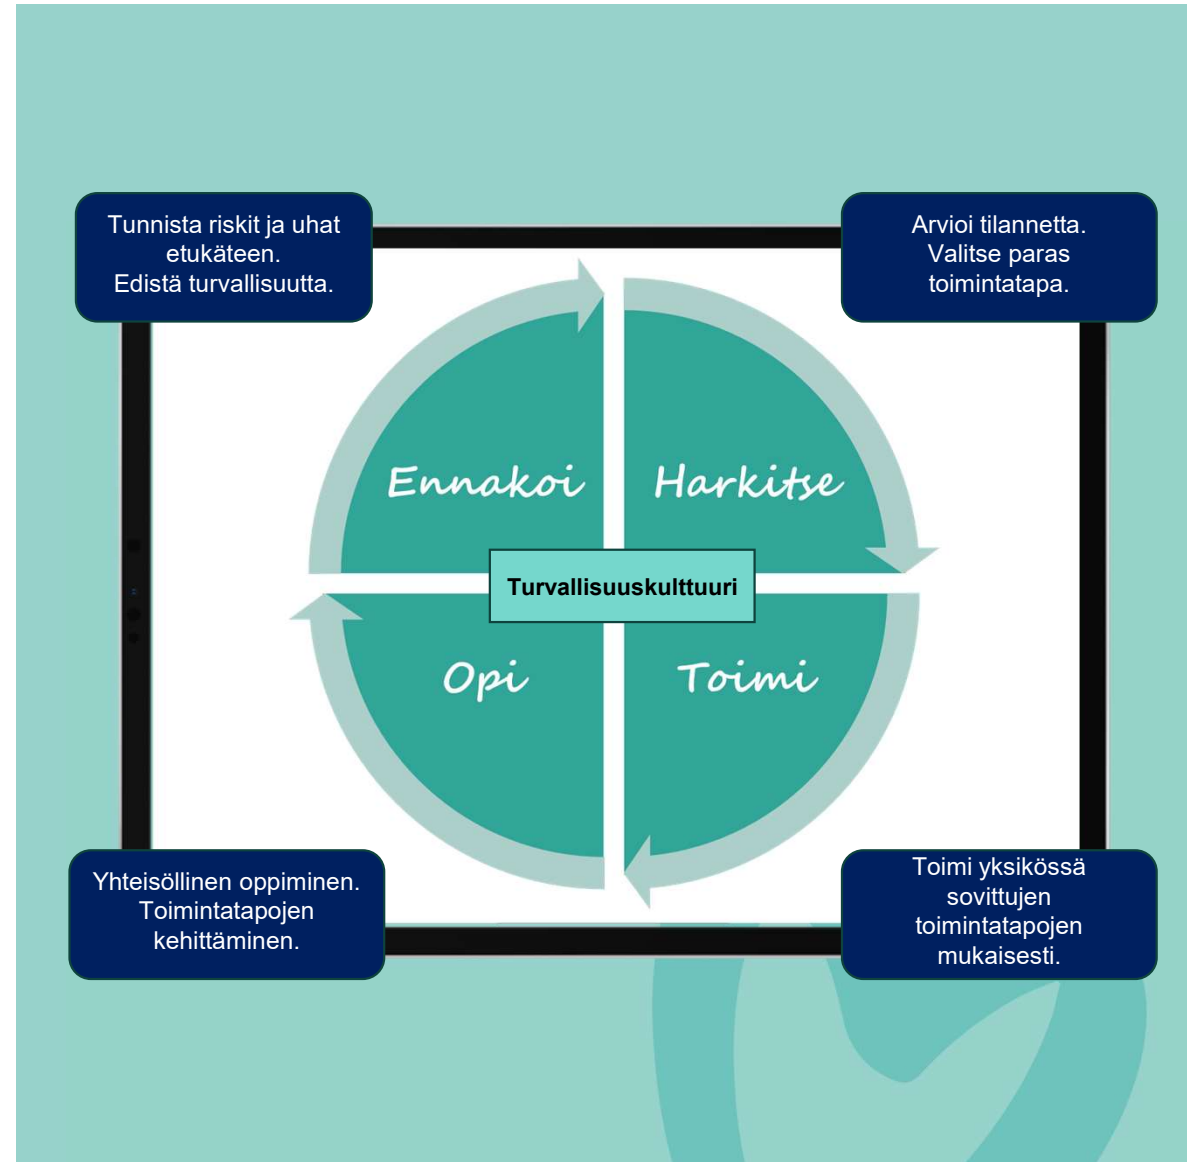 Tunnista riskit ja uhat
etukäteen.
Edistä turvallisuutta.
Arvioi tilannetta.
Valitse paras
toimintatapa.
Ennakoi
Harkitse
Turvallisuuskulttuuri
Opi
Toimi
Yhteisöllinen oppiminen.
Toimintatapojen
kehittäminen.
Toimi yksikössä
sovittujen
toimintatapojen
mukaisesti.